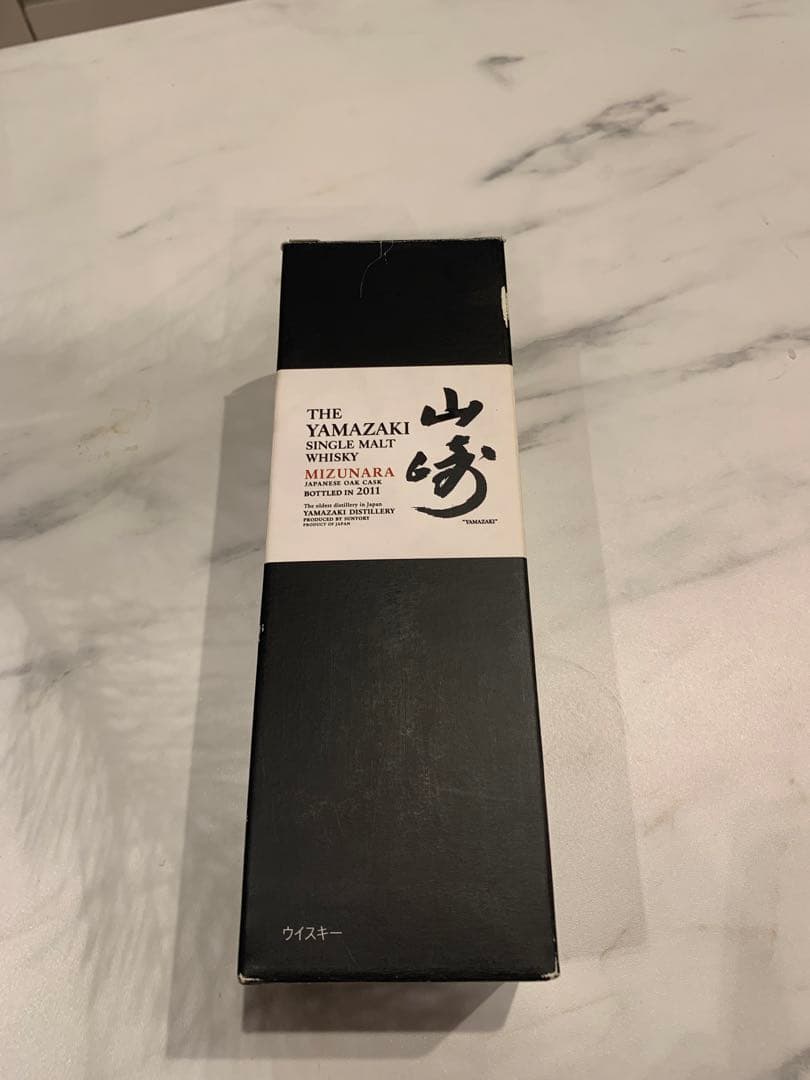 THE
YAMAZAKI
SINGLE MALT
WHISKY
MIZUNARA
JAPANESE OAK CASK
BOTTLED IN 2011
The oldest distillery in Japan
YAMAZAKI DISTILLERY
PRODUCED BY SUNTORY
PRODUCT OF JAPAN
山崎
"YAMAZAKI"
ウイスキー